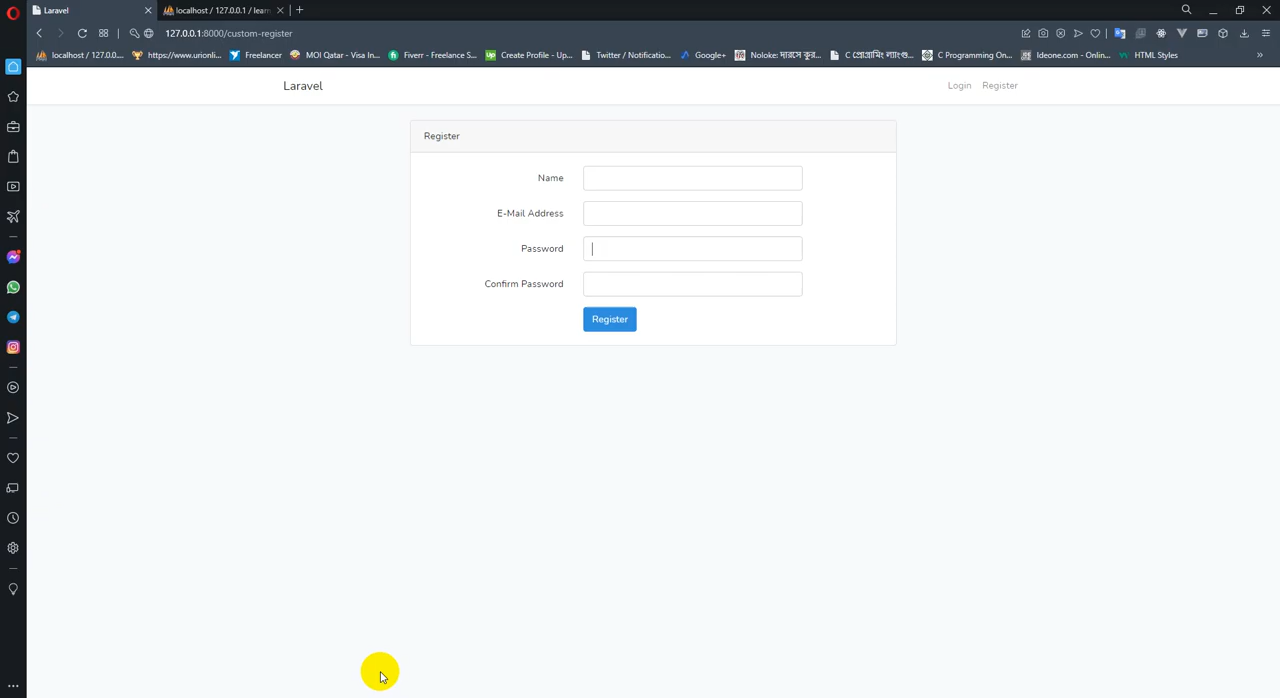 Laravel
localhost / 127.0.0.1 / lear
127.0.0.1:8000/custom-register
localhost / 127.0.0....
https://www.urionli...
Freelancer
MOI Qatar - Visa In...
Fiverr - Freelance S...
Create Profile - Up...
Twitter / Notificatio...
Google+
Noloke: দারসে কুর...
C প্রোগ্রামিং ল্যাংগু...
C Programming On...
Ideone.com - Onlin...
HTML Styles
Laravel
Login
Register
Register
Name
E-Mail Address
Password
Confirm Password
Register